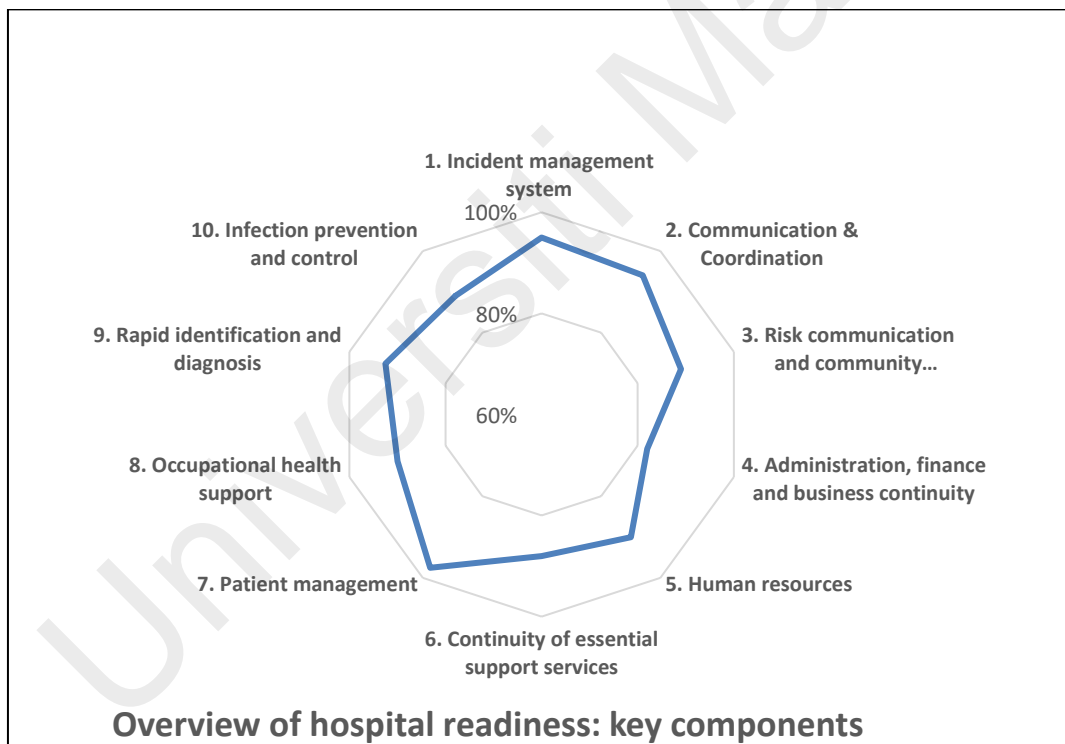 1. Incident management
system
100%
10. Infection prevention
and control
2. Communication &
Coordination
80%
9. Rapid identification and
diagnosis
3. Risk communication
and community…
60%
8. Occupational health
support
4. Administration, finance
and business continuity
7. Patient management
5. Human resources
6. Continuity of essential
support services
Overview of hospital readiness: key components
Universiti Ma